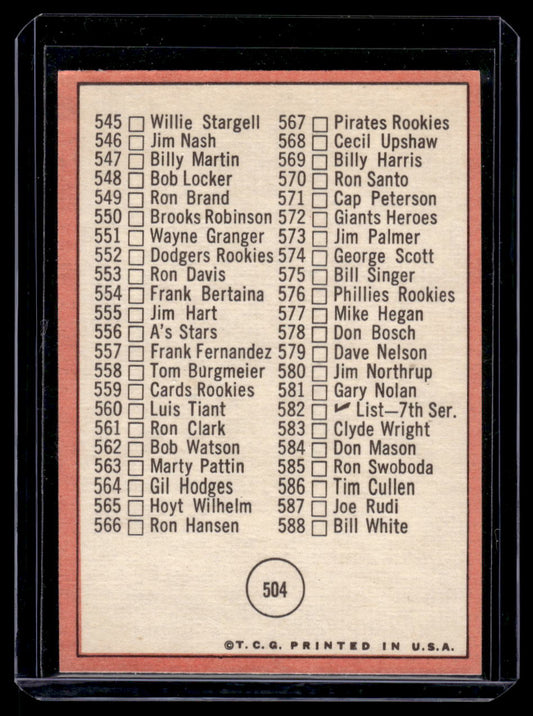 545 Willie Stargell
546 Jim Nash
547 Billy Martin
548 Bob Locker
549 Ron Brand
550 Brooks Robinson
551 Wayne Granger
552 Dodgers Rookies
553 Ron Davis
554 Frank Bertaina
555 Jim Hart
556 A's Stars
557 Frank Fernandez
558 Tom Burgmeier
559 Cards Rookies
560 Luis Tiant
561 Ron Clark
562 Bob Watson
563 Marty Pattin
564 Gil Hodges
565 Hoyt Wilhelm
566 Ron Hansen
567 Pirates Rookies
568 Cecil Upshaw
569 Billy Harris
570 Ron Santo
571 Cap Peterson
572 Giants Heroes
573 Jim Palmer
574 George Scott
575 Bill Singer
576 Phillies Rookies
577 Mike Hegan
578 Don Bosch
579 Dave Nelson
580 Jim Northrup
581 Gary Nolan
582 List—7th Ser.
583 Clyde Wright
584 Don Mason
585 Ron Swoboda
586 Tim Cullen
587 Joe Rudi
588 Bill White
504
©T.C.G. PRINTED IN U.S.A.